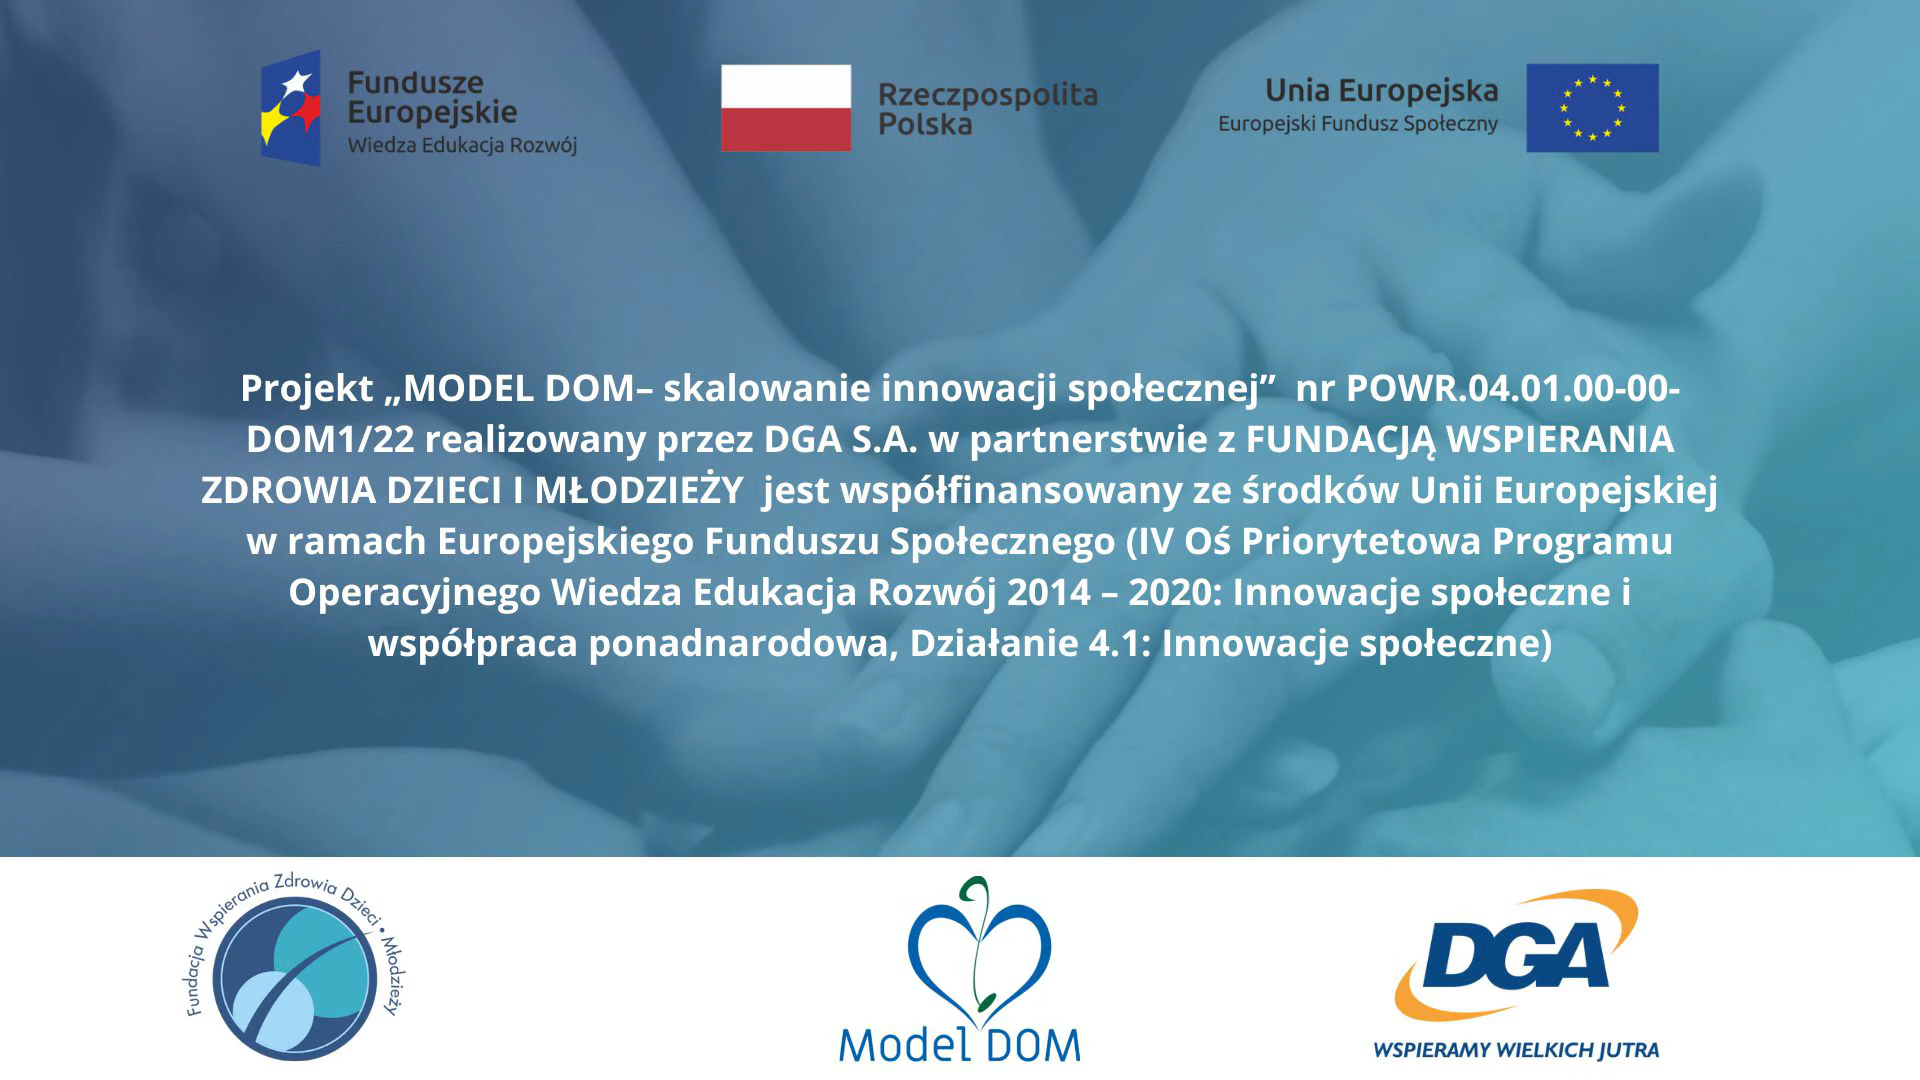 Fundusze
Europejskie
Wiedza Edukacja Rozwój
Rzeczpospolita
Polska
Unia Europejska
Europejski Fundusz Społeczny
Projekt „MODEL DOM– skalowanie innowacji społecznej”  nr POWR.04.01.00-00-
DOM1/22 realizowany przez DGA S.A. w partnerstwie z FUNDACJĄ WSPIERANIA
ZDROWIA DZIECI I MŁODZIEŻY  jest współfinansowany ze środków Unii Europejskiej
w ramach Europejskiego Funduszu Społecznego (IV Oś Priorytetowa Programu
Operacyjnego Wiedza Edukacja Rozwój 2014 – 2020: Innowacje społeczne i
współpraca ponadnarodowa, Działanie 4.1: Innowacje społeczne)
Fundacja Wspierania Zdrowia Dzieci • Młodzieży
Model DOM
DGA
WSPIERAMY WIELKICH JUTRA